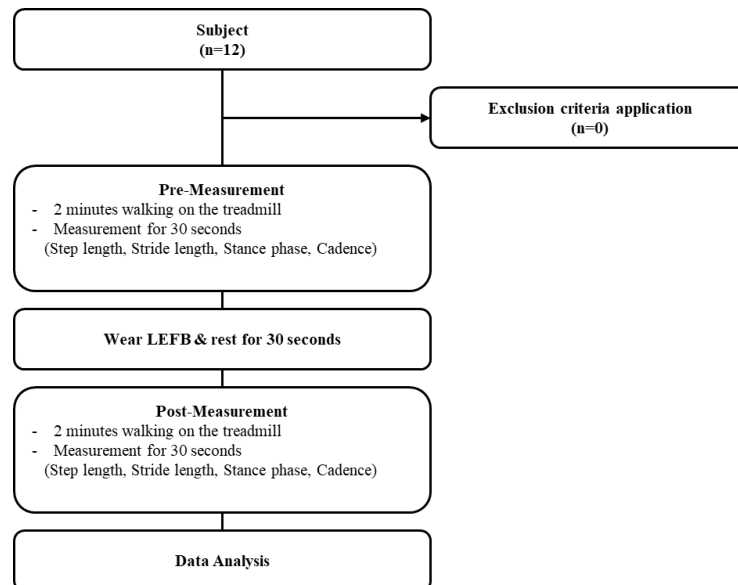 Subject
(n=12)
Exclusion criteria application
(n=0)
Pre-Measurement
- 2 minutes walking on the treadmill
- Measurement for 30 seconds
(Step length, Stride length, Stance phase, Cadence)
Wear LEFB & rest for 30 seconds
Post-Measurement
- 2 minutes walking on the treadmill
- Measurement for 30 seconds
(Step length, Stride length, Stance phase, Cadence)
Data Analysis